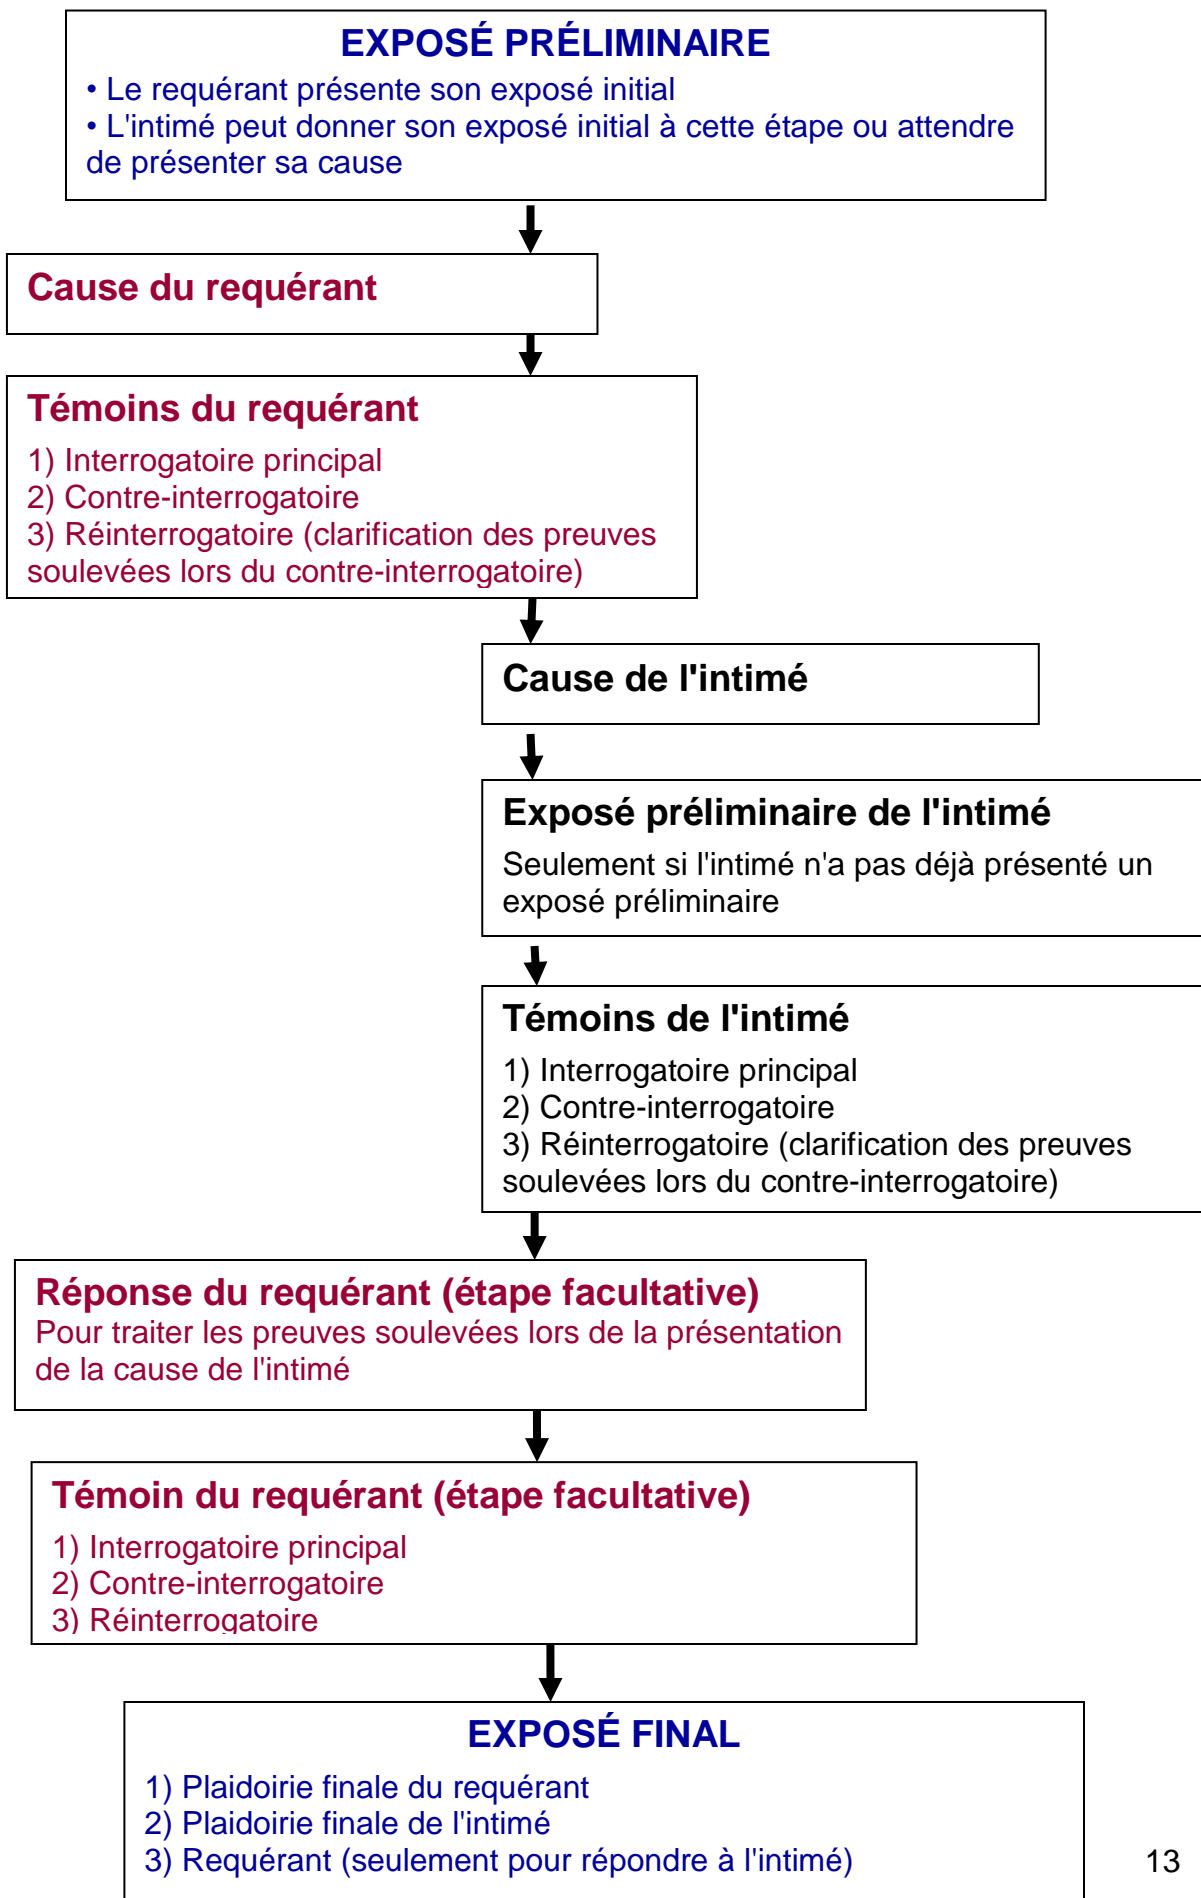 EXPOSÉ PRÉLIMINAIRE
• Le requérant présente son exposé initial
• L'intimé peut donner son exposé initial à cette étape ou attendre
de présenter sa cause
Cause du requérant
Témoins du requérant
1) Interrogatoire principal
2) Contre-interrogatoire
3) Réinterrogatoire (clarification des preuves
soulevées lors du contre-interrogatoire)
Cause de l'intimé
Exposé préliminaire de l'intimé
Seulement si l'intimé n'a pas déjà présenté un
exposé préliminaire
Témoins de l'intimé
1) Interrogatoire principal
2) Contre-interrogatoire
3) Réinterrogatoire (clarification des preuves
soulevées lors du contre-interrogatoire)
Réponse du requérant (étape facultative)
Pour traiter les preuves soulevées lors de la présentation
de la cause de l'intimé
Témoin du requérant (étape facultative)
1) Interrogatoire principal
2) Contre-interrogatoire
3) Réinterrogatoire
EXPOSÉ FINAL
1) Plaidoirie finale du requérant
2) Plaidoirie finale de l'intimé
3) Requérant (seulement pour répondre à l'intimé)
13